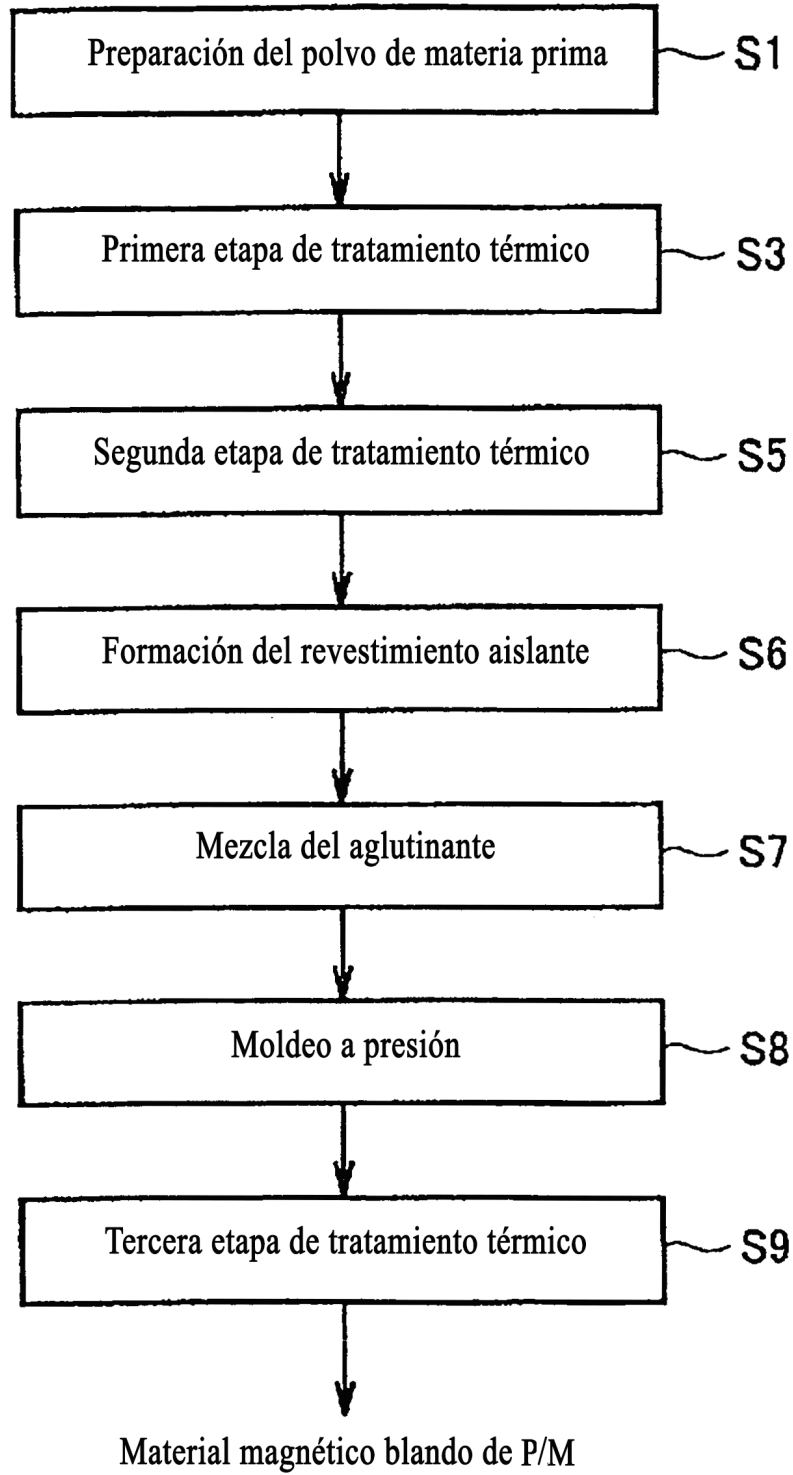 Preparación del polvo de materia prima S1
Primera etapa de tratamiento térmico S3
Segunda etapa de tratamiento térmico S5
Formación del revestimiento aislante S6
Mezcla del aglutinante S7
Moldeo a presión S8
Tercera etapa de tratamiento térmico S9
Material magnético blando de P/M